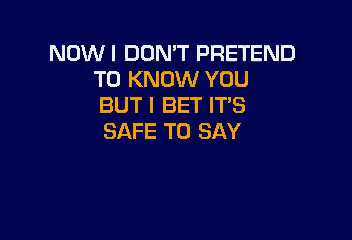 NOW I DON'T PRETEND
TO KNOW YOU
BUT I BET IT'S
SAFE TO SAY